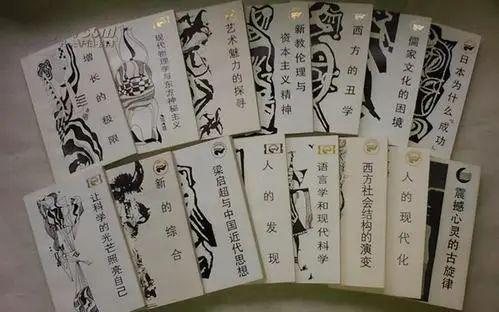 增长的极限
现代物理学与东方神秘主义
艺术魅力的探寻
新教伦理与
资本主义精神
西方的丑学
儒家文化的困境
日本为什么“成功”
让科学的光芒照亮自己
新的综合
梁启超与中国近代思想
人的发现
语言学和现代科学
西方社会结构的演变
人的现代化
震撼心灵的古旋律